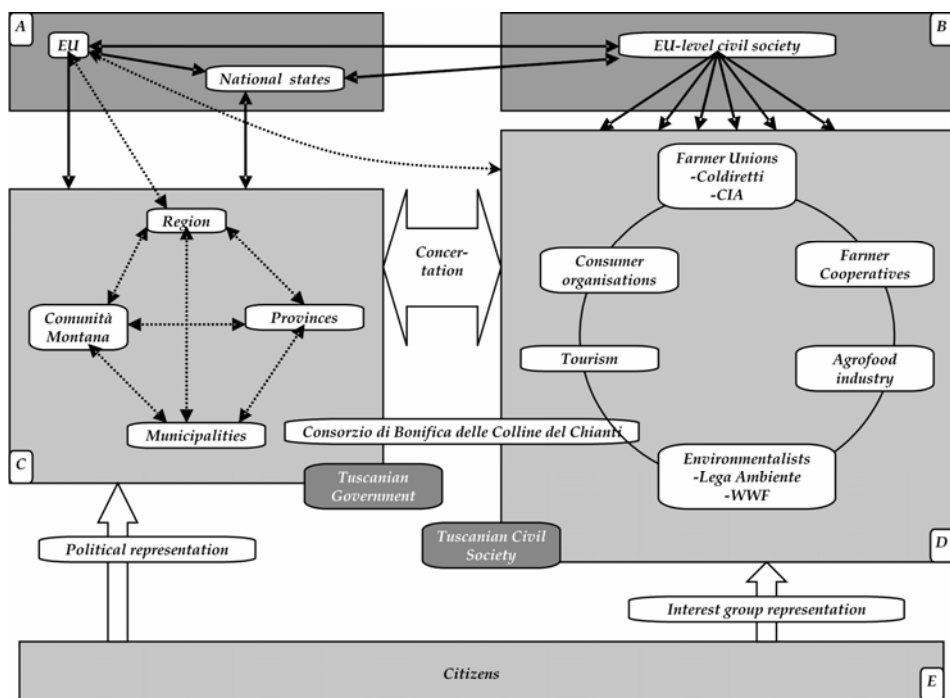 A
EU
National states
B
EU-level civil society
Farmer Unions
-Coldiretti
-CIA
Region
Concer-
tation
Consumer
organisations
Farmer
Cooperatives
Comunità
Montana
Provinces
Tourism
Agrofood
industry
Municipalities
Consorzio di Bonifica delle Colline del Chianti
Environmentalists
-Lega Ambiente
-WWF
C
Tuscanian
Government
Tuscanian Civil
Society
D
Political representation
Interest group representation
Citizens
E